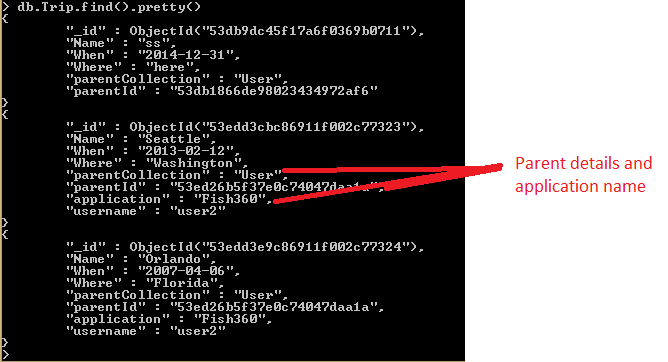 > db.Trip.find().pretty()
{
"_id" : ObjectId("53db9dc45f17a6f0369b0711"),
"Name" : "ss",
"When" : "2014-12-31",
"Where" : "here",
"parentCollection" : "User",
"parentId" : "53db1866de98023434972af6"
}
{
"_id" : ObjectId("53edd3cbc86911f002c77323"),
"Name" : "Seattle",
"When" : "2013-02-12",
"Where" : "Washington",
"parentCollection" : "User",
"parentId" : "53ed26b5f37e0c74047daa1a",
"application" : "Fish360",
"username" : "user2"
}
{
"_id" : ObjectId("53edd3e9c86911f002c77324"),
"Name" : "Orlando",
"When" : "2007-04-06",
"Where" : "Florida",
"parentCollection" : "User",
"parentId" : "53ed26b5f37e0c74047daa1a",
"application" : "Fish360",
"username" : "user2"
}
>
Parent details and
application name